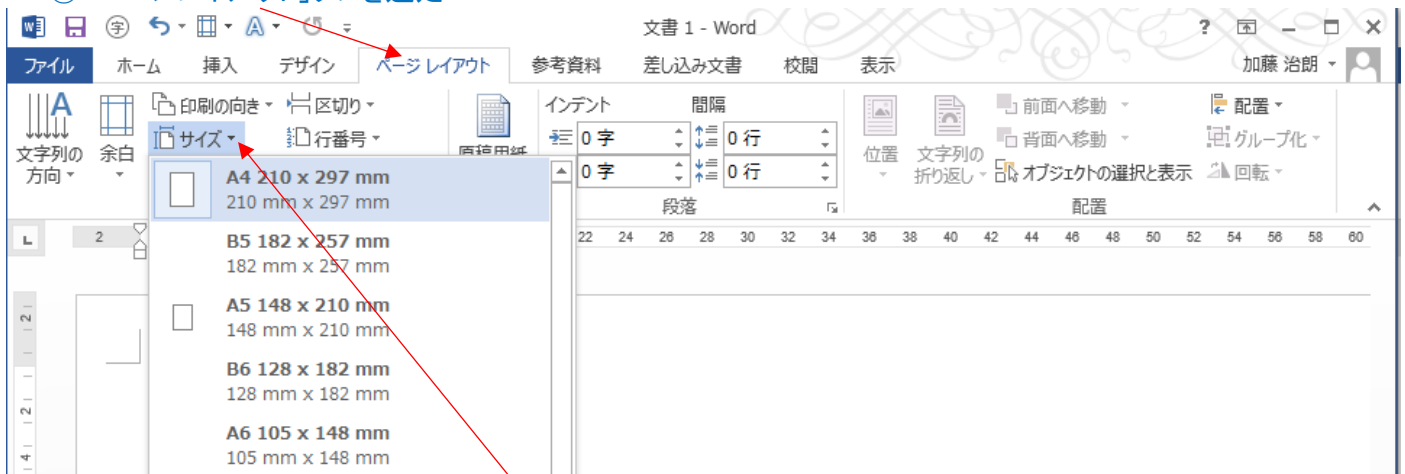 文書 1 - Word
ファイル ホーム 挿入 デザイン ページ レイアウト 参考資料 差し込み文書 校閲 表示 加藤 治朗
文字列の方向
余白
印刷の向き 区切り
サイズ 行番号
原稿用紙
インデント 間隔
0 字 0 行
0 字 0 行
段落
位置
文字列の折り返し
前面へ移動
背面へ移動
オブジェクトの選択と表示
配置
グループ化
回転
配置
A4 210 x 297 mm
210 mm x 297 mm
B5 182 x 257 mm
182 mm x 257 mm
A5 148 x 210 mm
148 mm x 210 mm
B6 128 x 182 mm
128 mm x 182 mm
A6 105 x 148 mm
105 mm x 148 mm
2 22 24 26 28 30 32 34 36 38 40 42 44 46 48 50 52 54 56 58 60
2
2
4